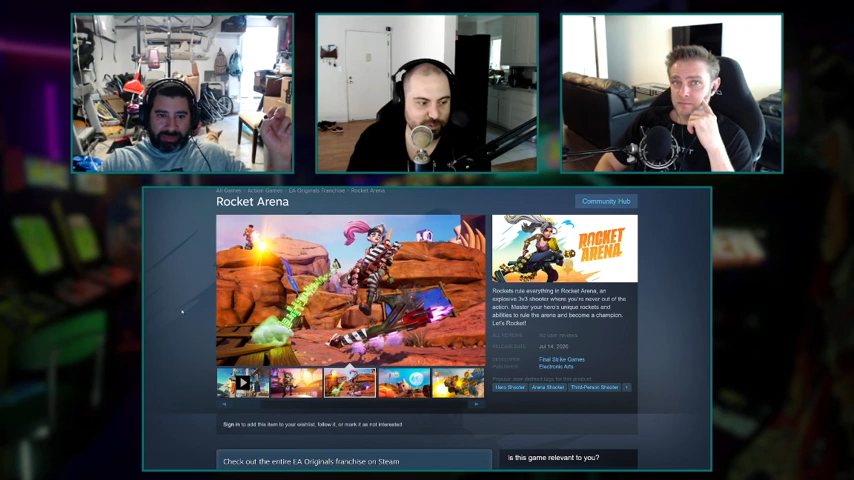 All Games > Action Games > EA Originals Franchise > Rocket Arena
Rocket Arena
Community Hub
ROCKET
ARENA
Rockets rule everything in Rocket Arena, an
explosive 3v3 shooter where you're never out of the
action. Master your hero's unique rockets and
abilities to rule the arena and become a champion.
Let's Rocket!
ALL REVIEWS: No user reviews
RELEASE DATE: Jul 14, 2020
DEVELOPER: Final Strike Games
PUBLISHER: Electronic Arts
Popular user-defined tags for this product:
Hero Shooter Arena Shooter Third-Person Shooter +
Sign in to add this item to your wishlist, follow it, or mark it as not interested
Check out the entire EA Originals franchise on Steam
Is this game relevant to you?